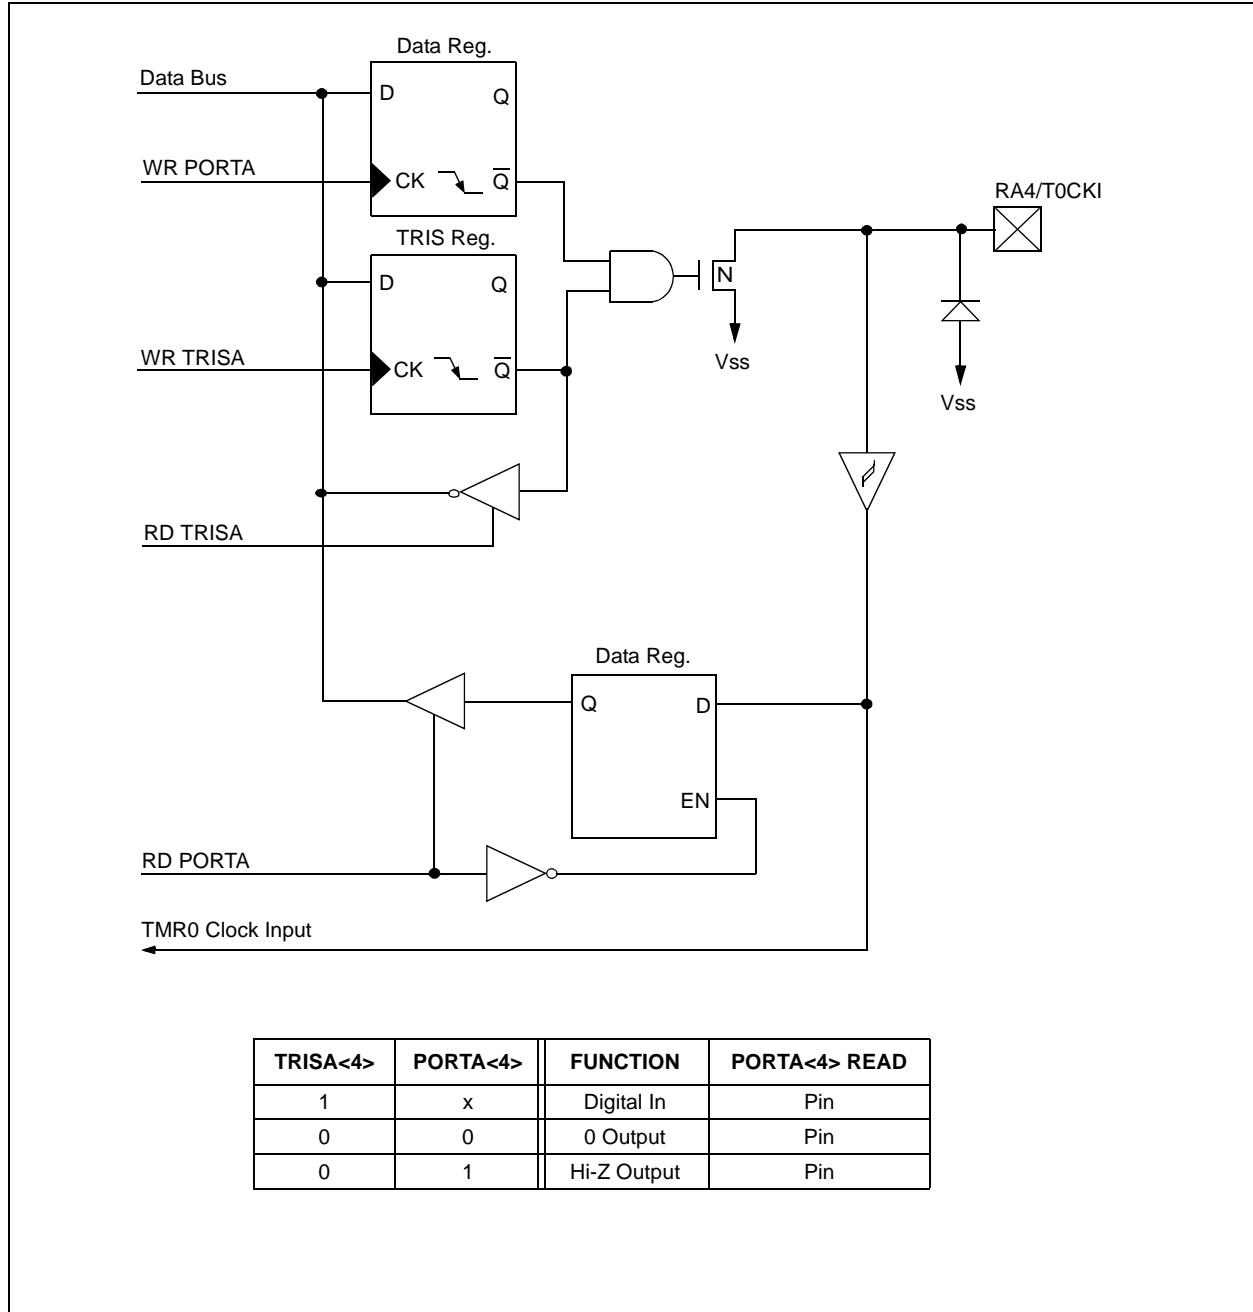 Data Reg.
Data Bus
D
Q
WR PORTA
CK
Q̅
RA4/T0CKI
TRIS Reg.
D
Q
N
WR TRISA
CK
Q̅
Vss
Vss
RD TRISA
Data Reg.
Q
D
EN
RD PORTA
TMR0 Clock Input
TRISA<4> PORTA<4> FUNCTION PORTA<4> READ
1 x Digital In Pin
0 0 0 Output Pin
0 1 Hi-Z Output Pin